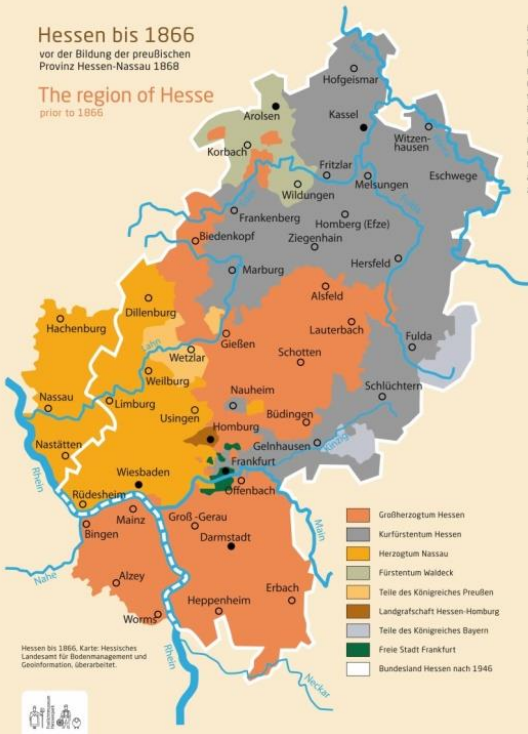 Hessen bis 1866
vor der Bildung der preußischen
Provinz Hessen-Nassau 1868
The region of Hesse
prior to 1866
Hofgeismar
Arolsen
Kassel
Witzen-
hausen
Korbach
Fritzlar
Eschwege
Melsungen
Wildungen
Frankenberg
Homberg (Efze)
Ziegenhain
Biedenkopf
Hersfeld
Marburg
Alsfeld
Dillenburg
Hachenburg
Lauterbach
Gießen
Fulda
Lahn
Wetzlar
Schotten
Weilburg
Schlüchtern
Nauheim
Nassau
Limburg
Usingen
Büdingen
Homburg
Gelnhausen
Kinzig
Nastätten
Frankfurt
Rhein
Wiesbaden
Offenbach
Rüdesheim
Mainz
Groß-Gerau
Main
Bingen
Darmstadt
Nahe
Alzey
Erbach
Heppenheim
Worms
Rhein
Neckar
Großherzogtum Hessen
Kurfürstentum Hessen
Herzogtum Nassau
Fürstentum Waldeck
Teile des Königreiches Preußen
Landgrafschaft Hessen-Homburg
Teile des Königreiches Bayern
Freie Stadt Frankfurt
Bundesland Hessen nach 1946
Hessen bis 1866, Karte: Hessisches
Landesamt für Bodenmanagement und
Geoinformation, überarbeitet.